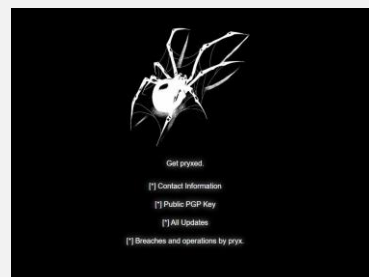 Get pryxed.
[*] Contact Information
[*] Public PGP Key
[*] All Updates
[*] Breaches and operations by pryx.